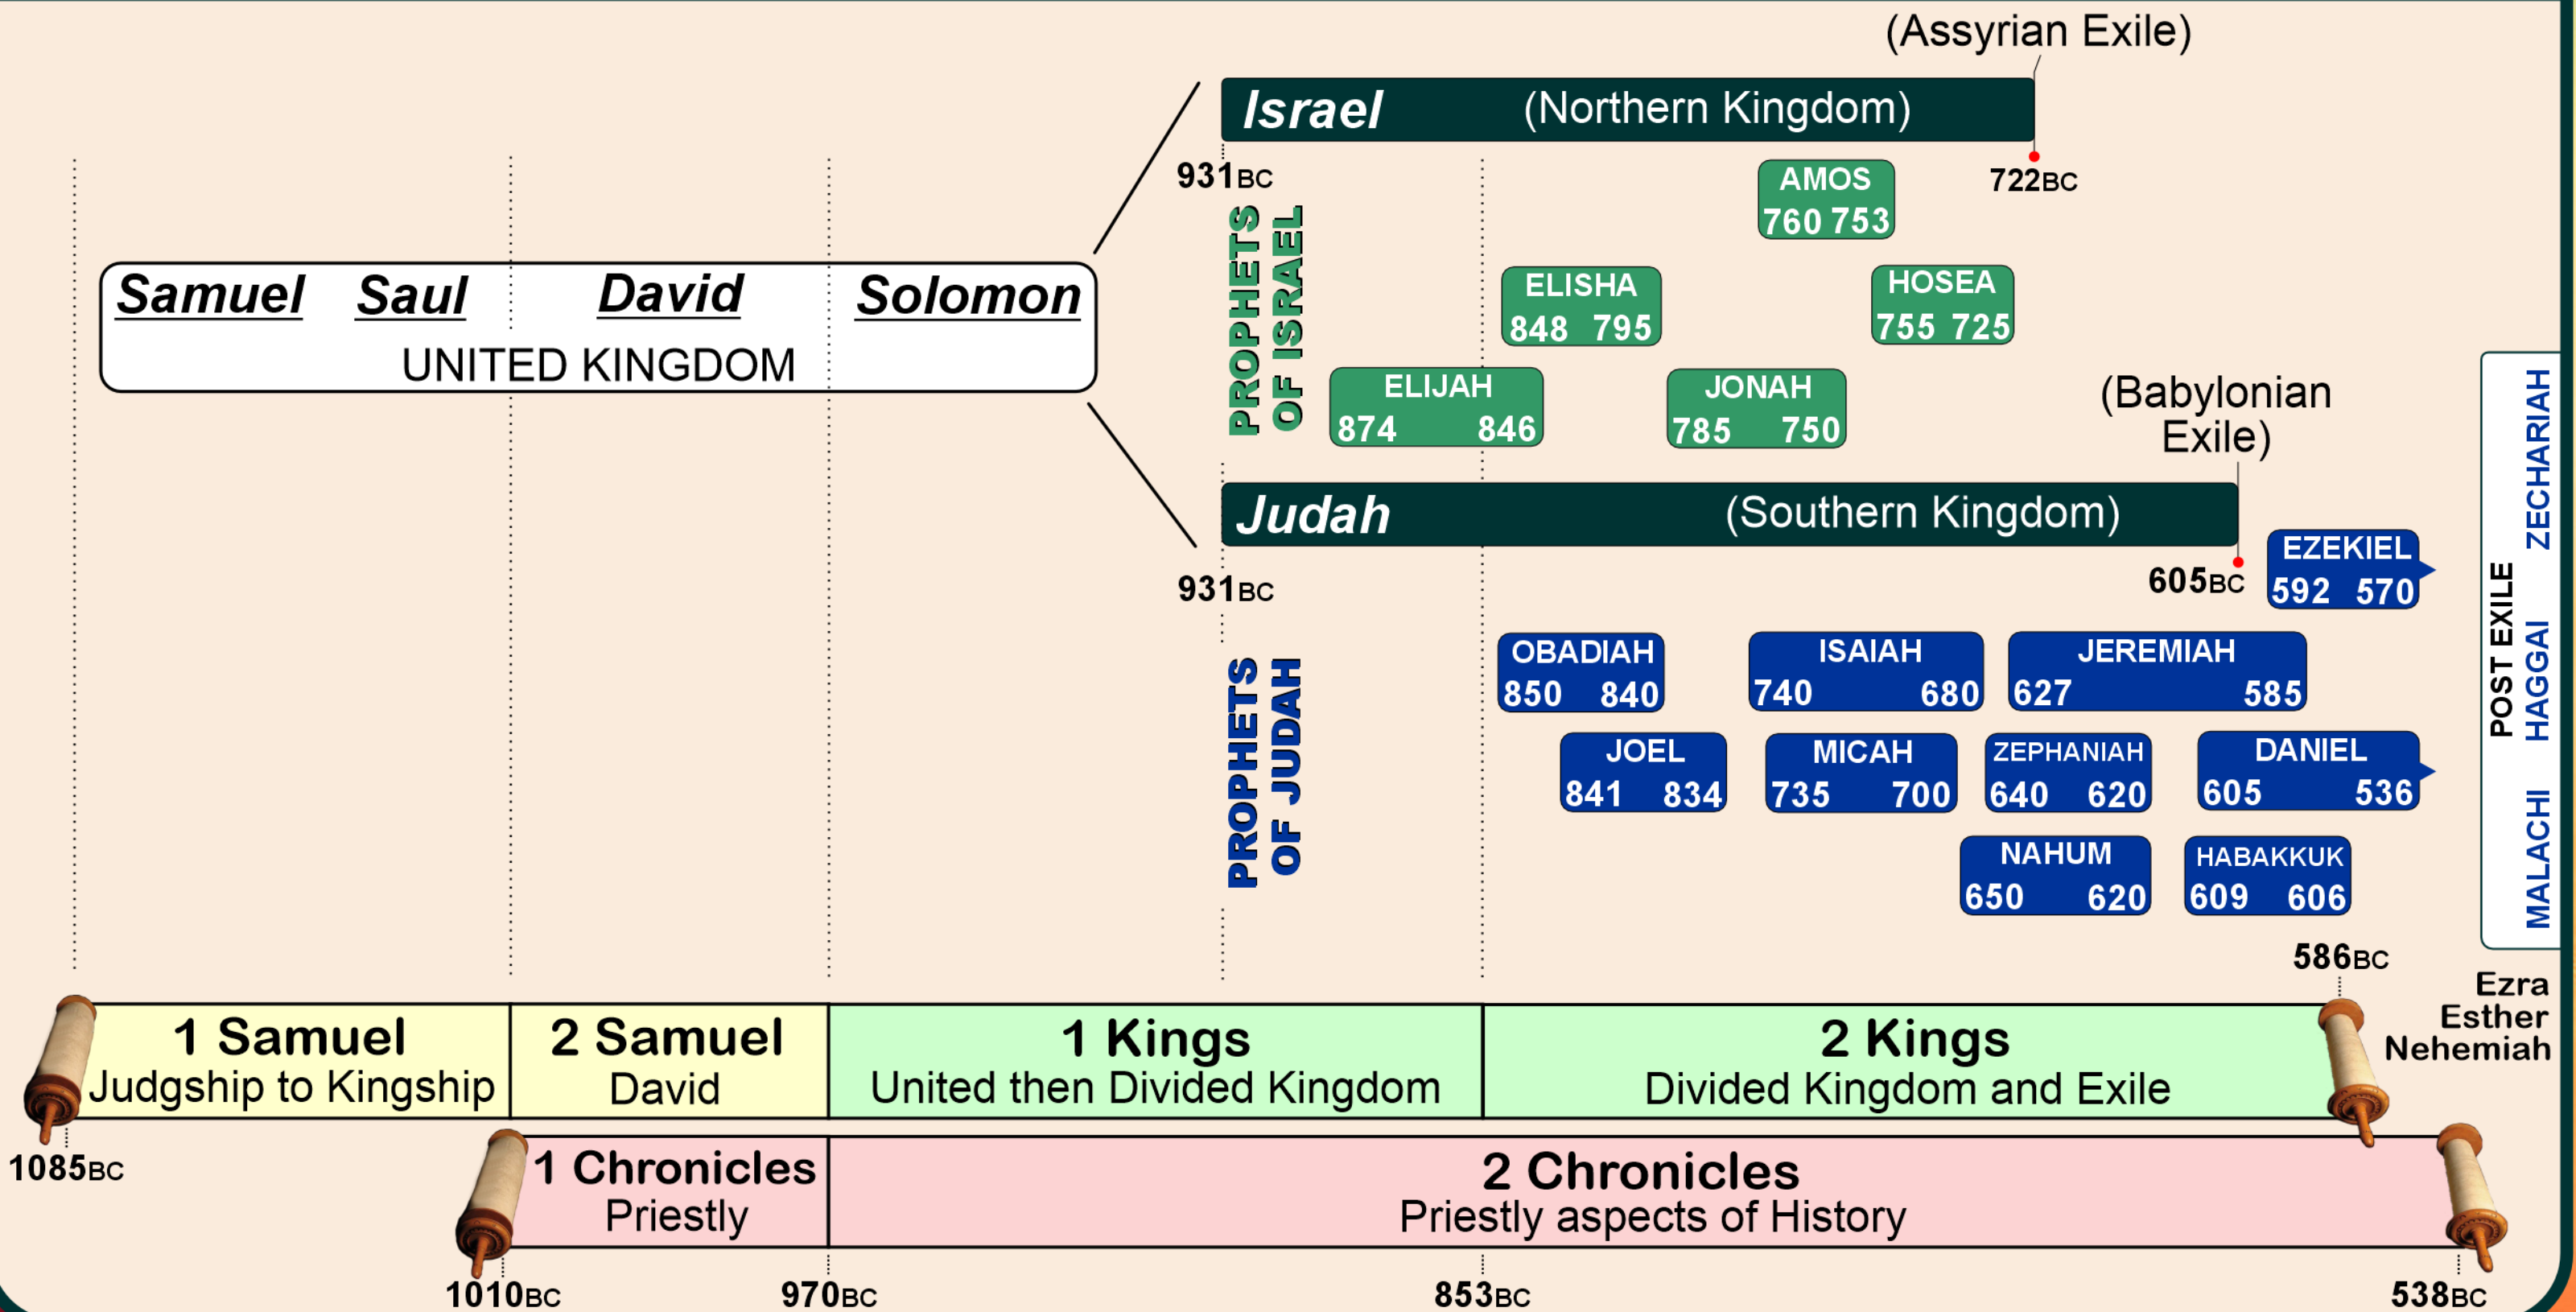 (Assyrian Exile)
Israel (Northern Kingdom)
931BC
722BC
PROPHETS
OF ISRAEL
AMOS
760 753
ELISHA
848 795
HOSEA
755 725
ELIJAH
874 846
JONAH
785 750
Samuel Saul David Solomon
UNITED KINGDOM
(Babylonian
Exile)
Judah (Southern Kingdom)
931BC
605BC
PROPHETS
OF JUDAH
EZEKIEL
592 570
OBADIAH
850 840
ISAIAH
740 680
JEREMIAH
627 585
JOEL
841 834
MICAH
735 700
ZEPHANIAH
640 620
DANIEL
605 536
NAHUM
650 620
HABAKKUK
609 606
POST EXILE
MALACHI HAGGAI ZECHARIAH
586BC
Ezra
Esther
Nehemiah
1 Samuel
Judgship to Kingship
2 Samuel
David
1 Kings
United then Divided Kingdom
2 Kings
Divided Kingdom and Exile
1085BC
1 Chronicles
Priestly
2 Chronicles
Priestly aspects of History
1010BC
970BC
853BC
538BC